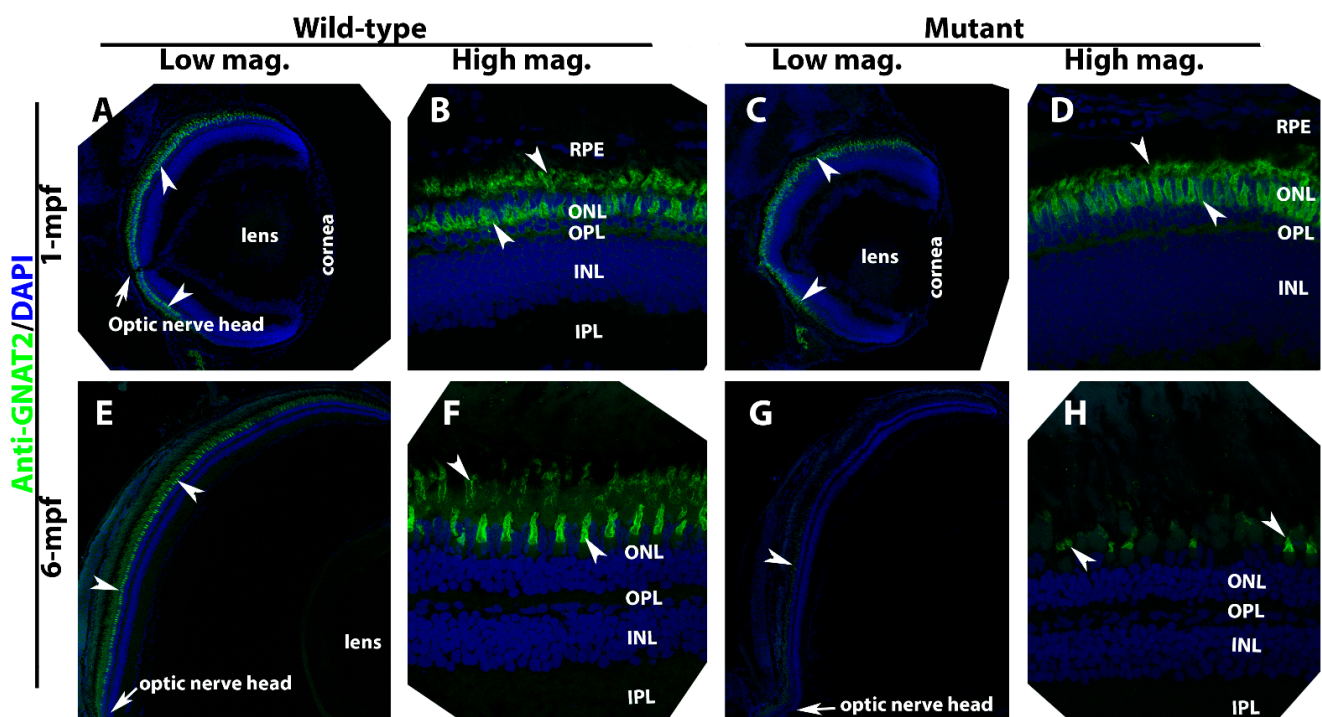 Wild-type
Mutant
Low mag.
High mag.
Low mag.
High mag.
Anti-GNAT2/DAPI
1-mpf
6-mpf
A
lens
cornea
Optic nerve head
B
RPE
ONL
OPL
INL
IPL
C
lens
cornea
D
RPE
ONL
OPL
INL
E
lens
optic nerve head
F
ONL
OPL
INL
IPL
G
optic nerve head
H
ONL
OPL
INL
IPL